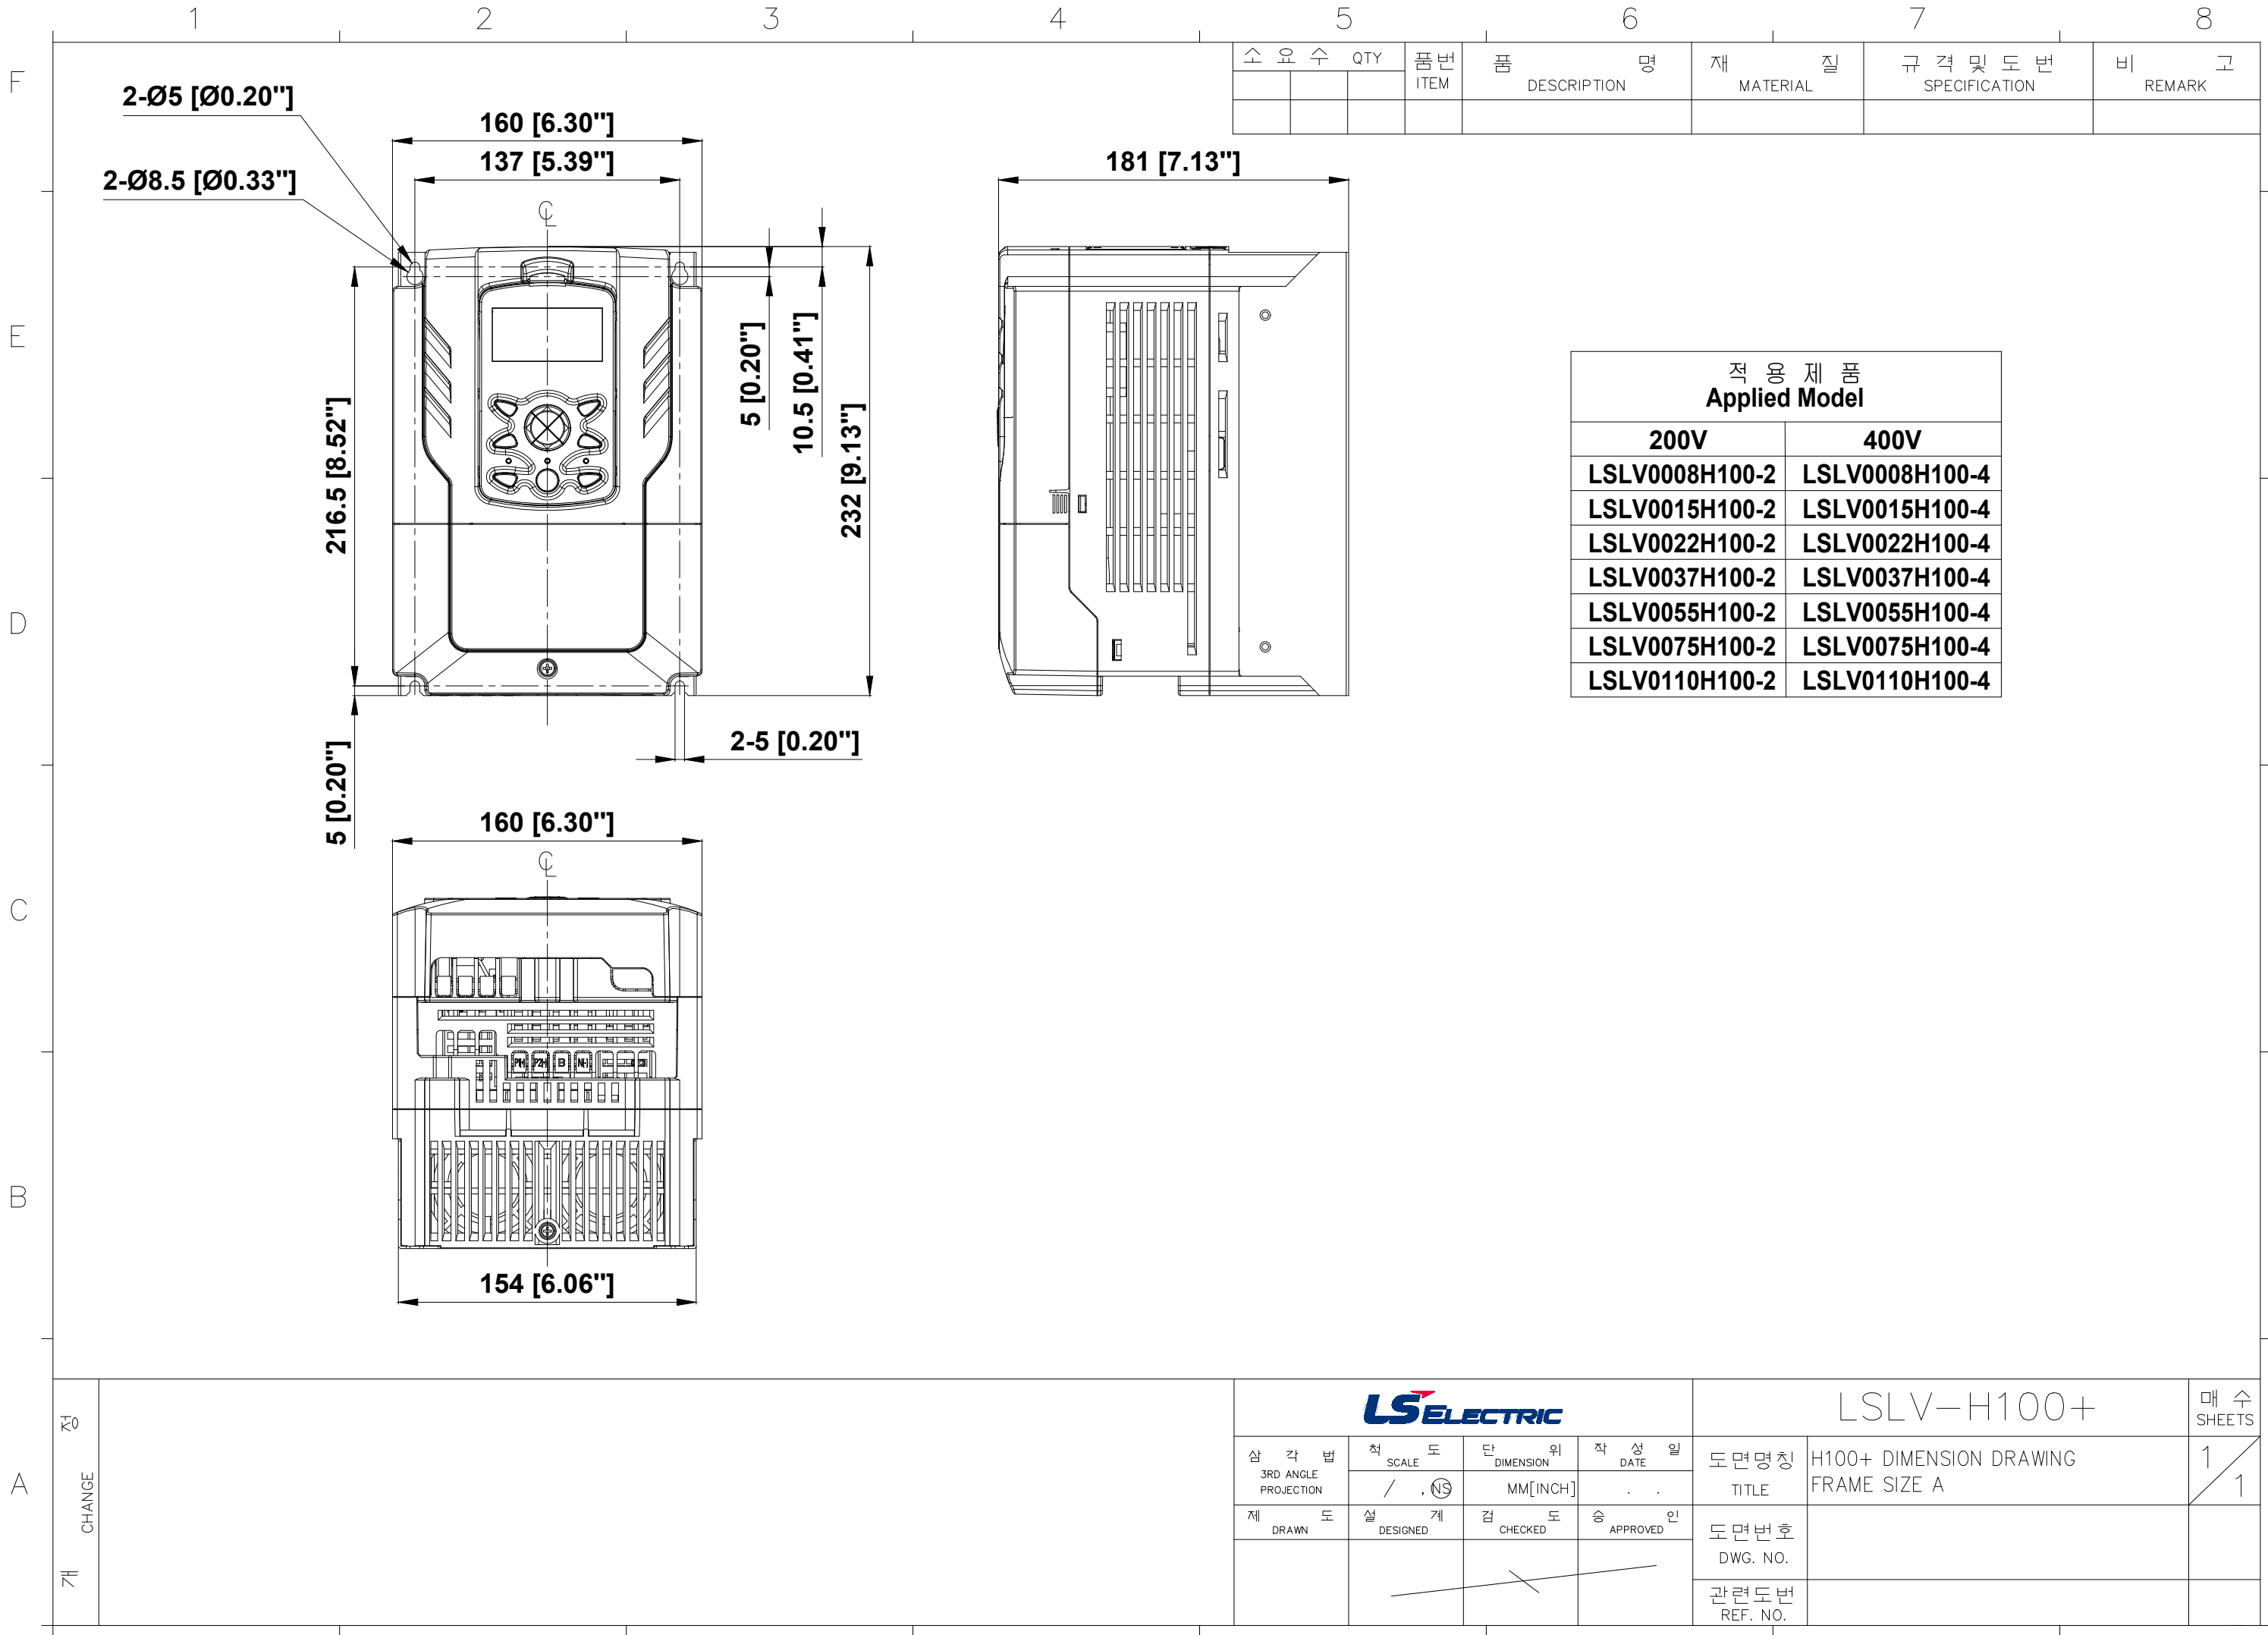 1 2 3 4 5 6 7 8
F
E
D
C
B
A
소 요 수 QTY
품번
ITEM
품 명
DESCRIPTION
재 질
MATERIAL
규 격 및 도 번
SPECIFICATION
비 고
REMARK
2-Ø5 [Ø0.20"]
2-Ø8.5 [Ø0.33"]
160 [6.30"]
137 [5.39"]
℄
216.5 [8.52"]
5 [0.20"]
10.5 [0.41"]
232 [9.13"]
5 [0.20"]
2-5 [0.20"]
181 [7.13"]
적 용 제 품
Applied Model
200V 400V
LSLV0008H100-2 LSLV0008H100-4
LSLV0015H100-2 LSLV0015H100-4
LSLV0022H100-2 LSLV0022H100-4
LSLV0037H100-2 LSLV0037H100-4
LSLV0055H100-2 LSLV0055H100-4
LSLV0075H100-2 LSLV0075H100-4
LSLV0110H100-2 LSLV0110H100-4
160 [6.30"]
℄
B
154 [6.06"]
개 정
CHANGE
LS ELECTRIC
삼 각 법
3RD ANGLE
PROJECTION
척 도
SCALE
/ , NS
단 위
DIMENSION
MM[INCH]
작 성 일
DATE
. .
제 도
DRAWN
설 계
DESIGNED
검 도
CHECKED
승 인
APPROVED
LSLV-H100+
매 수
SHEETS
1/1
도면명칭
TITLE
H100+ DIMENSION DRAWING
FRAME SIZE A
도면번호
DWG. NO.
관련도번
REF. NO.